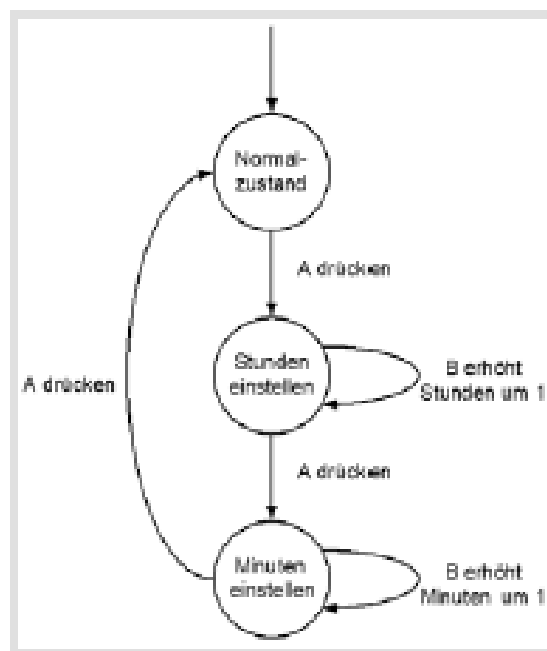 Normal-
zustand
A drücken
Stunden
einstellen
B erhöht
Stunden um 1
A drücken
A drücken
Minuten
einstellen
B erhöht
Minuten um 1